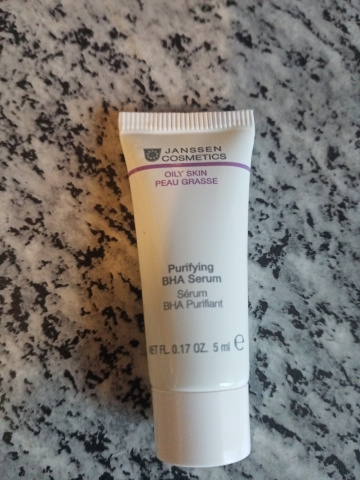 JANSSEN
COSMETICS
OILY SKIN
PEAU GRASSE
Purifying
BHA Serum
Sérum
BHA Purifiant
NET FL. 0.17 OZ. 5 ml ℮